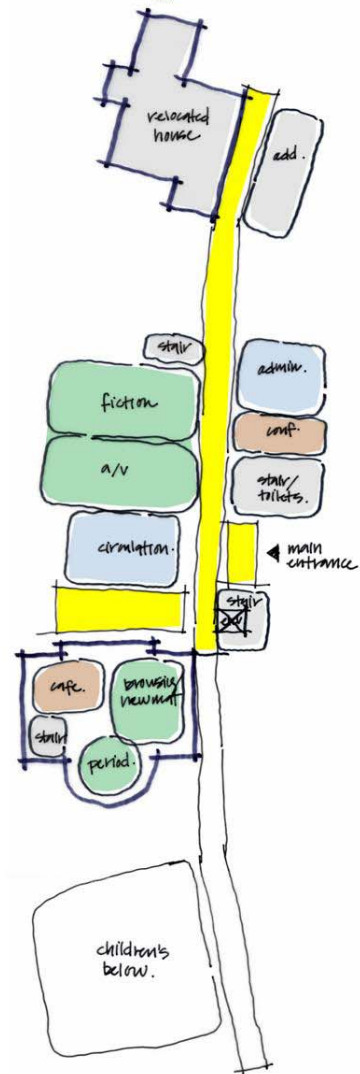 relocated
house
add.
stair
fiction
admin.
conf.
a/v
stair/
toilets.
circulation.
main
entrance
stair
cafe.
browsing
new mat
stair
period.
children's
below.